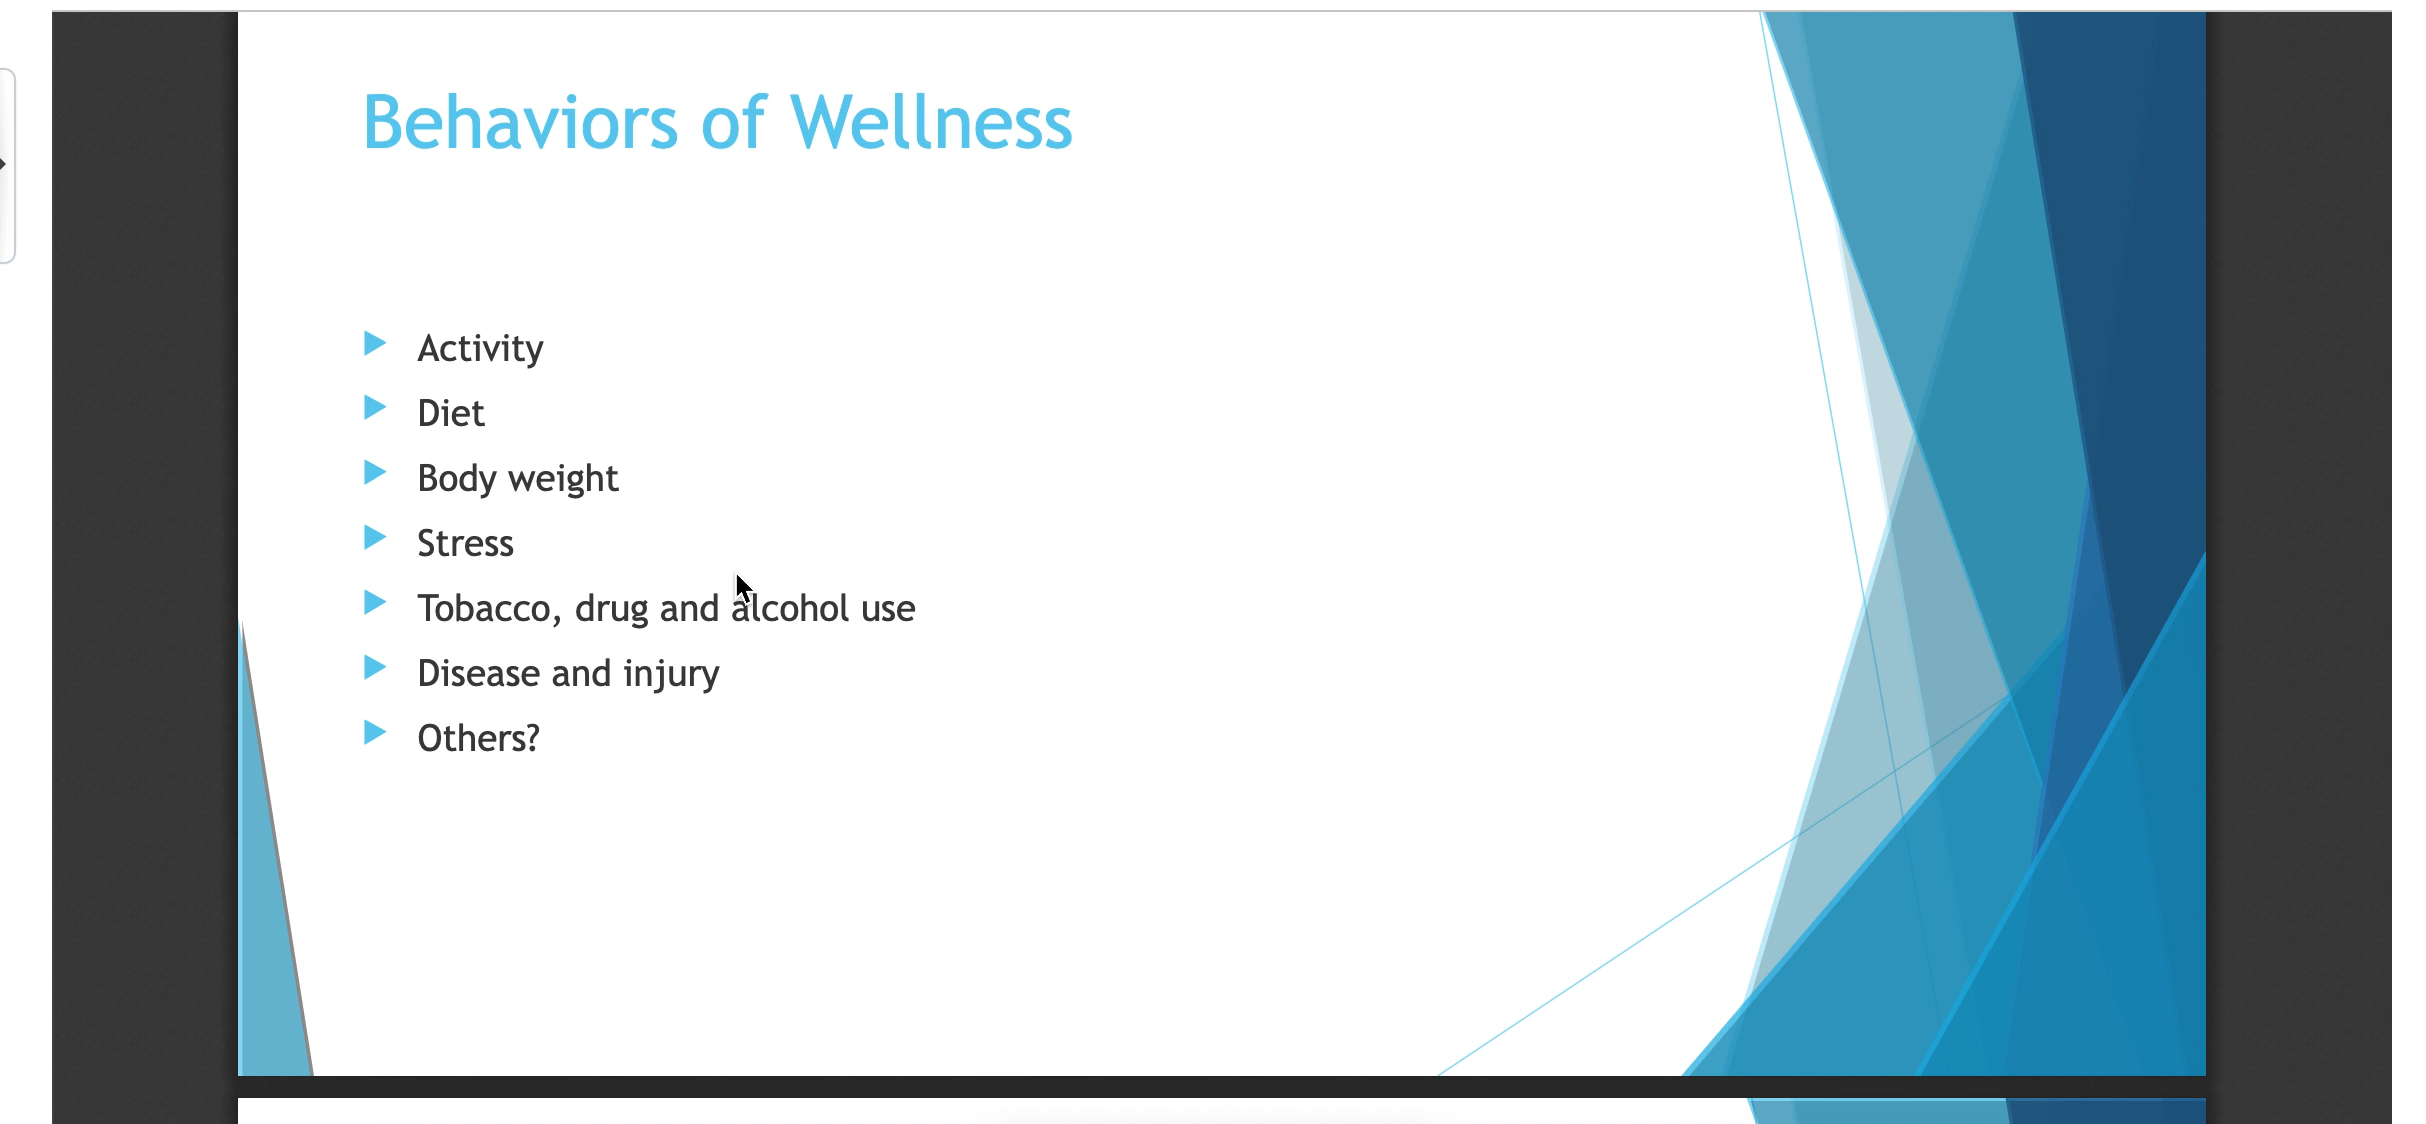 Behaviors of Wellness
Activity
Diet
Body weight
Stress
Tobacco, drug and alcohol use
Disease and injury
Others?